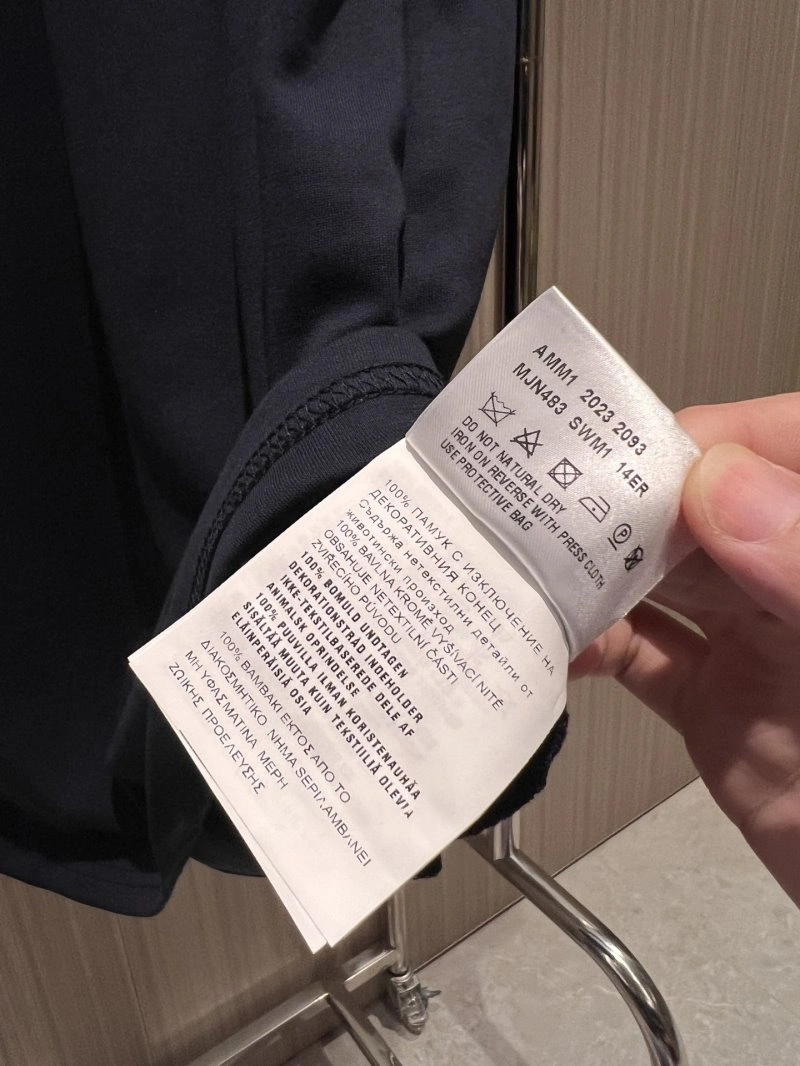 AMM1 2023 2093
MJN483 SWM1 14ER
DO NOT NATURAL DRY
IRON ON REVERSE WITH PRESS CLOTH
USE PROTECTIVE BAG
100% ПАМУК С ИЗКЛЮЧЕНИЕ НА
ДЕКОРАТИВНИЯ КОНЕЦ
Съдържа нетекстилни детайли от
животински произход
100% BAVLNA KROMĚ VYŠÍVACÍ NITĚ
OBSAHUJE NETEXTILNÍ ČÁSTI
ZVÍŘECÍHO PŮVODU
100% BOMULD UNDTAGEN
DEKORATIONSTRÅD INDEHOLDER
IKKE-TEKSTILBASEREDE DELE AF
ANIMALSK OPRINDELSE
100% PUUVILLA ILMAN KORISTENAUHÄA
SISÄLTÄÄ MUUTA KUIN TEKSTIILIÄ OLEVIA
ELÄINPERÄISIÄ OSIA
100% ΒΑΜΒΑΚΙ ΕΚΤΟΣ ΑΠΟ ΤΟ
ΔΙΑΚΟΣΜΗΤΙΚΟ ΝΗΜΑ SΕΡΙΛΑΜΒΑΝΕΙ
ΜΗ ΥΦΑΣΜΑΤΙΝΑ ΜΕΡΗ
ΖΩΙΚΗΣ ΠΡΟΕΛΕΥΣΗΣ